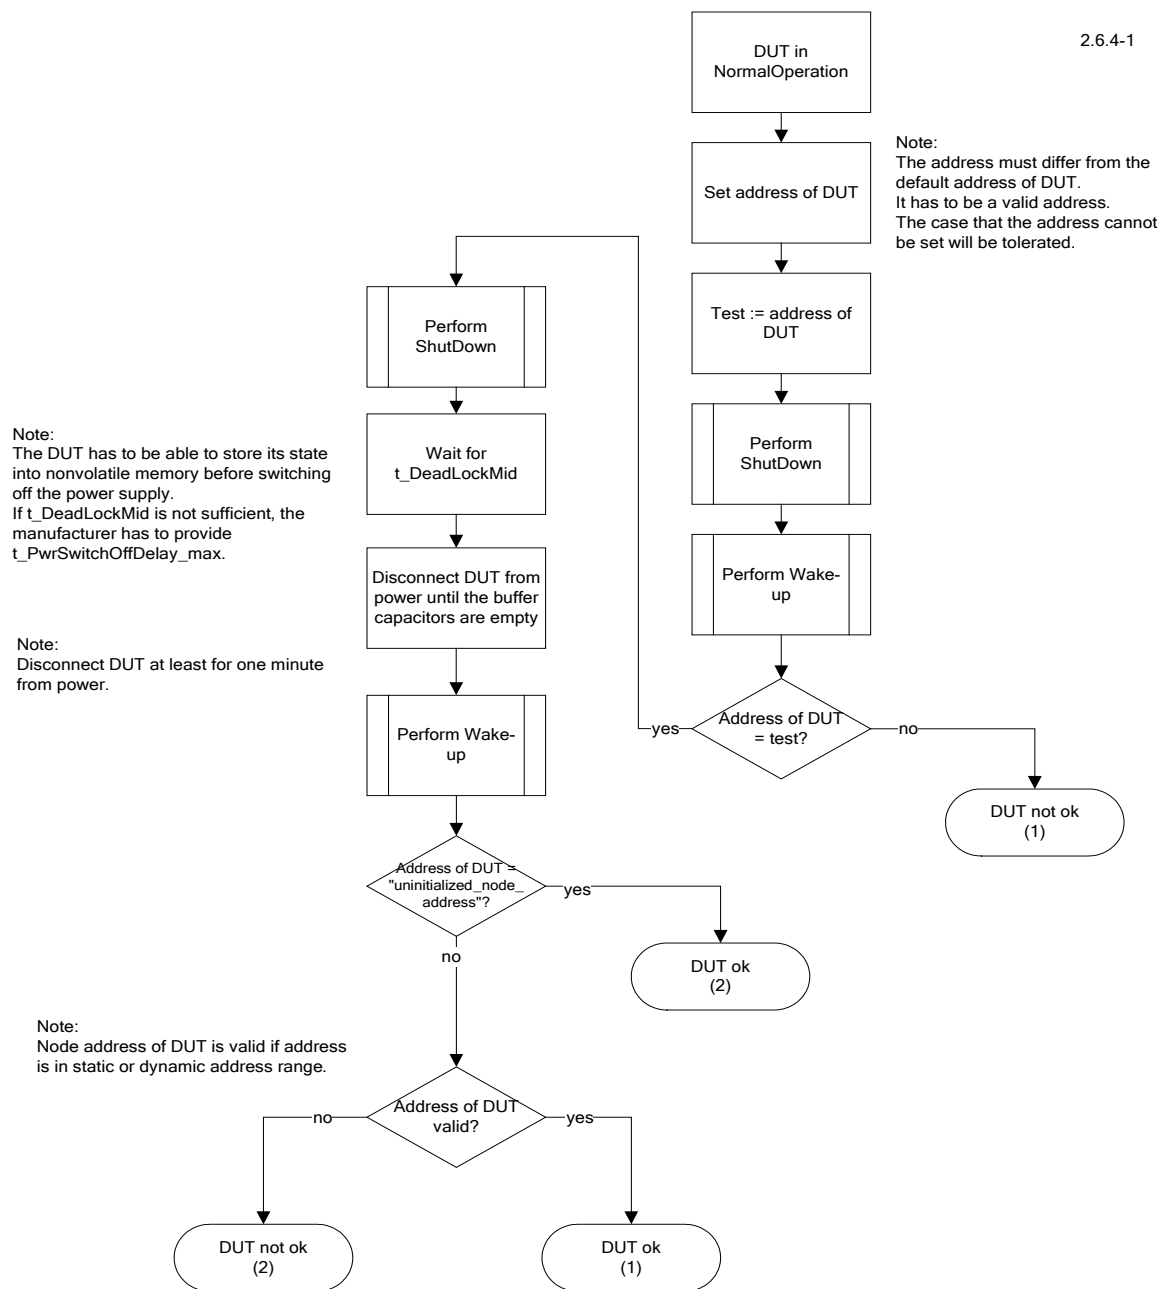 2.6.4-1
DUT in
NormalOperation
Note:
The address must differ from the
default address of DUT.
It has to be a valid address.
The case that the address cannot
be set will be tolerated.
Set address of DUT
Test := address of
DUT
Perform
ShutDown
Perform Wake-
up
Address of DUT
= test?
yes
no
DUT not ok
(1)
Perform
ShutDown
Note:
The DUT has to be able to store its state
into nonvolatile memory before switching
off the power supply.
If t_DeadLockMid is not sufficient, the
manufacturer has to provide
t_PwrSwitchOffDelay_max.
Wait for
t_DeadLockMid
Disconnect DUT from
power until the buffer
capacitors are empty
Note:
Disconnect DUT at least for one minute
from power.
Perform Wake-
up
Address of DUT =
"uninitialized_node_
address"?
yes
DUT ok
(2)
no
Note:
Node address of DUT is valid if address
is in static or dynamic address range.
Address of DUT
valid?
no
yes
DUT not ok
(2)
DUT ok
(1)